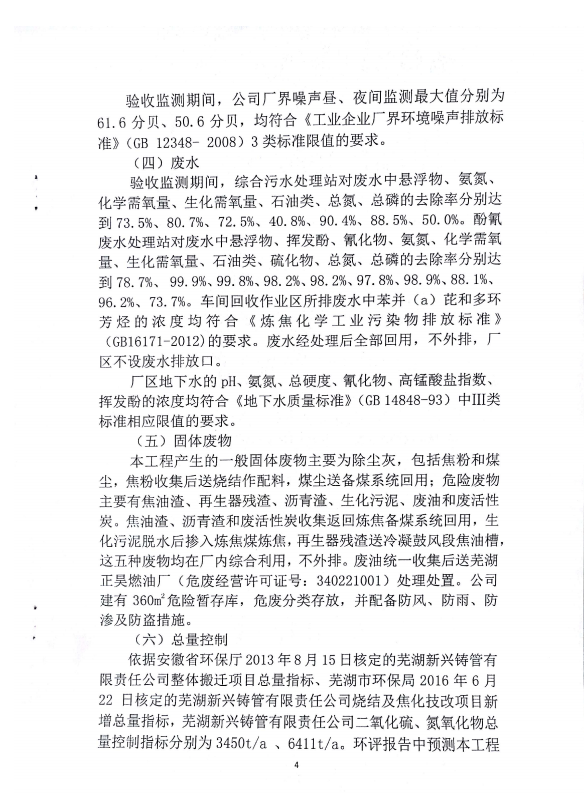 验收监测期间，公司厂界噪声昼、夜间监测最大值分别为
61.6 分贝、50.6 分贝，均符合《工业企业厂界环境噪声排放标
准》（GB 12348- 2008）3 类标准限值的要求。
（四）废水
验收监测期间，综合污水处理站对废水中悬浮物、氨氮、
化学需氧量、生化需氧量、石油类、总氮、总磷的去除率分别达
到 73.5%、80.7%、72.5%、40.8%、90.4%、88.5%、50.0%。酚氰
废水处理站对废水中悬浮物、挥发酚、氰化物、氨氮、化学需氧
量、生化需氧量、石油类、硫化物、总氮、总磷的去除率分别达
到 78.7%、 99.9%、99.8%、98.2%、98.2%、97.8%、98.9%、88.1%、
96.2%、73.7%。车间回收作业区所排废水中苯并（a）芘和多环
芳烃的浓度均符合《炼焦化学工业污染物排放标准》
（GB16171-2012)的要求。废水经处理后全部回用，不外排，厂
区不设废水排放口。
厂区地下水的 pH、氨氮、总硬度、氰化物、高锰酸盐指数、
挥发酚的浓度均符合《地下水质量标准》（GB 14848-93）中Ⅲ类
标准相应限值的要求。
（五）固体废物
本工程产生的一般固体废物主要为除尘灰，包括焦粉和煤
尘，焦粉收集后送烧结作配料，煤尘送备煤系统回用；危险废物
主要有焦油渣、再生器残渣、沥青渣、生化污泥、废油和废活性
炭。焦油渣、沥青渣和废活性炭收集返回炼焦备煤系统回用，生
化污泥脱水后掺入炼焦煤炼焦，再生器残渣送冷凝鼓风段焦油槽，
这五种废物均在厂内综合利用，不外排。废油统一收集后送芜湖
正昊燃油厂（危废经营许可证号：340221001）处理处置。公司
建有 360m²危险暂存库，危废分类存放，并配备防风、防雨、防
渗及防盗措施。
（六）总量控制
依据安徽省环保厅 2013 年 8 月 15 日核定的芜湖新兴铸管有
限责任公司整体搬迁项目总量指标、芜湖市环保局 2016 年 6 月
22 日核定的芜湖新兴铸管有限责任公司烧结及焦化技改项目新
增总量指标，芜湖新兴铸管有限责任公司二氧化硫、氮氧化物总
量控制指标分别为 3450t/a 、6411t/a。环评报告中预测本工程
4